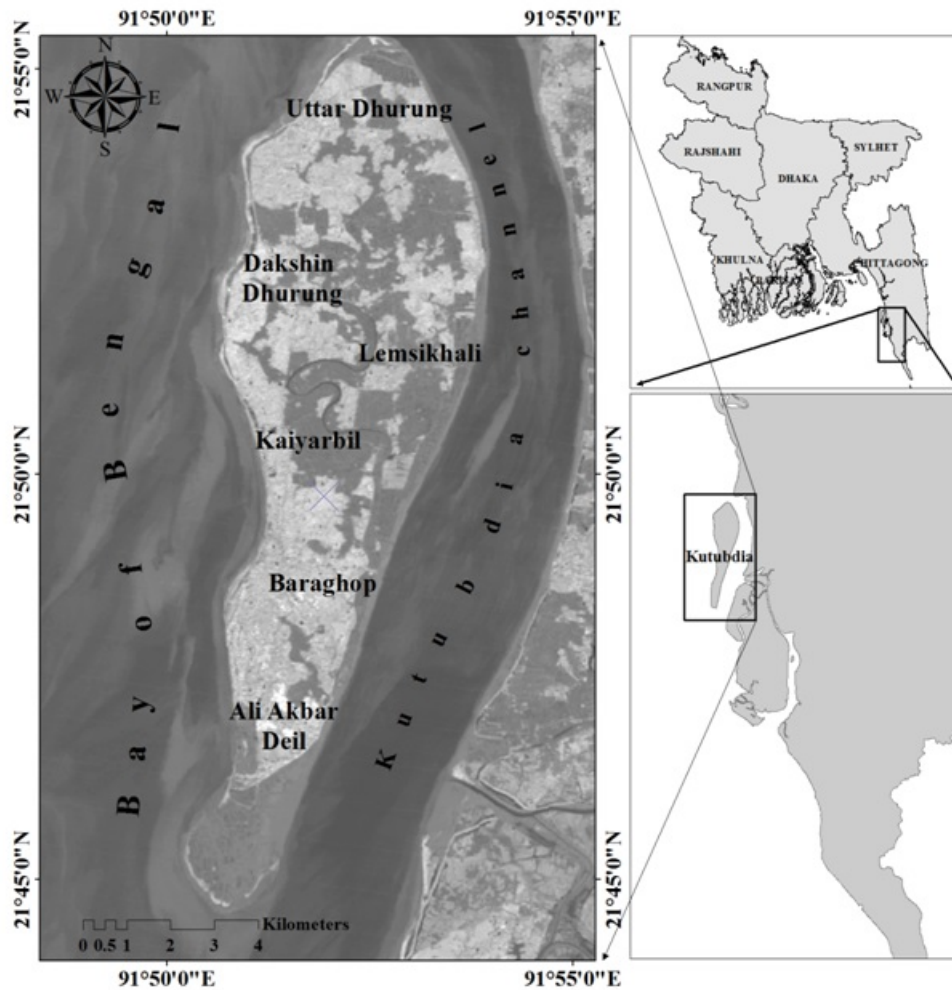 91°50'0"E
91°55'0"E
21°55'0"N
21°50'0"N
21°45'0"N
N
W
E
S
Uttar Dhurung
Dakshin
Dhurung
Lemsikhali
Kaiyarbil
Baraghop
Ali Akbar
Deil
Bay of Bengal
Kutubdia channel
Kilometers
0 0.5 1 2 3 4
91°50'0"E
91°55'0"E
21°55'0"N
21°50'0"N
21°45'0"N
RANGPUR
RAJSHAHI
SYLHET
DHAKA
KHULNA
CHITTAGONG
Kutubdia